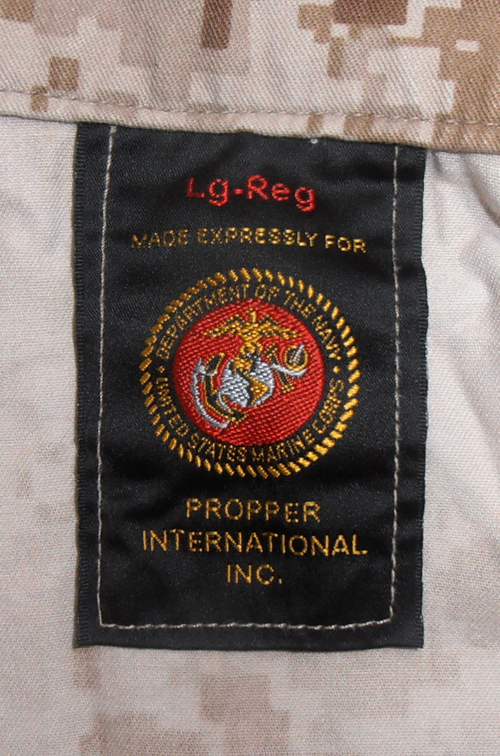 Lg-Reg
MADE EXPRESSLY FOR
DEPARTMENT OF THE NAVY
UNITED STATES MARINE CORPS
PROPPER
INTERNATIONAL
INC.